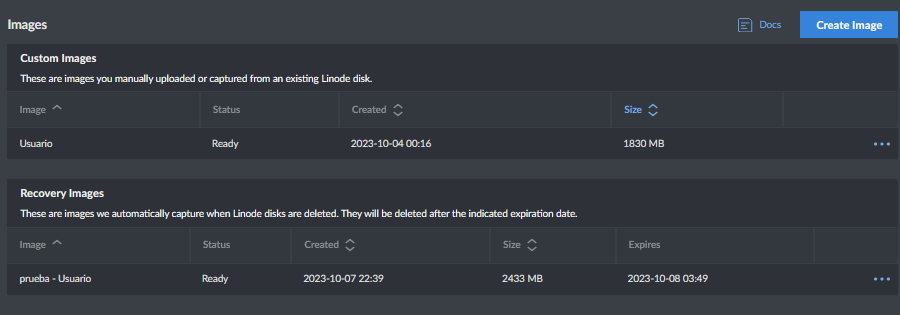 Images
Docs
Create Image
Custom Images
These are images you manually uploaded or captured from an existing Linode disk.
Image Status Created Size
Usuario Ready 2023-10-04 00:16 1830 MB
Recovery Images
These are images we automatically capture when Linode disks are deleted. They will be deleted after the indicated expiration date.
Image Status Created Size Expires
prueba - Usuario Ready 2023-10-07 22:39 2433 MB 2023-10-08 03:49